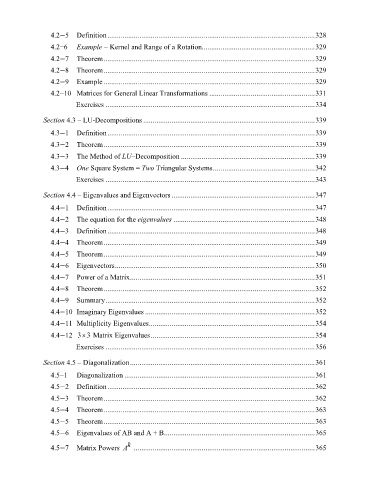 4.2−5 Definition 328
4.2−6 Example – Kernel and Range of a Rotation 329
4.2−7 Theorem 329
4.2−8 Theorem 329
4.2−9 Example 329
4.2−10 Matrices for General Linear Transformations 331
Exercises 334
Section 4.3 – LU-Decompositions 339
4.3−1 Definition 339
4.3−2 Theorem 339
4.3−3 The Method of LU−Decomposition 339
4.3−4 One Square System = Two Triangular Systems 342
Exercises 343
Section 4.4 – Eigenvalues and Eigenvectors 347
4.4−1 Definition 347
4.4−2 The equation for the eigenvalues 348
4.4−3 Definition 348
4.4−4 Theorem 349
4.4−5 Theorem 349
4.4−6 Eigenvectors 350
4.4−7 Power of a Matrix 351
4.4−8 Theorem 352
4.4−9 Summary 352
4.4−10 Imaginary Eigenvalues 352
4.4−11 Multiplicity Eigenvalues 354
4.4−12 3×3 Matrix Eigenvalues 354
Exercises 356
Section 4.5 – Diagonalization 361
4.5−1 Diagonalization 361
4.5−2 Definition 362
4.5−3 Theorem 362
4.5−4 Theorem 363
4.5−5 Theorem 363
4.5−6 Eigenvalues of AB and A + B 365
4.5−7 Matrix Powers A^k 365